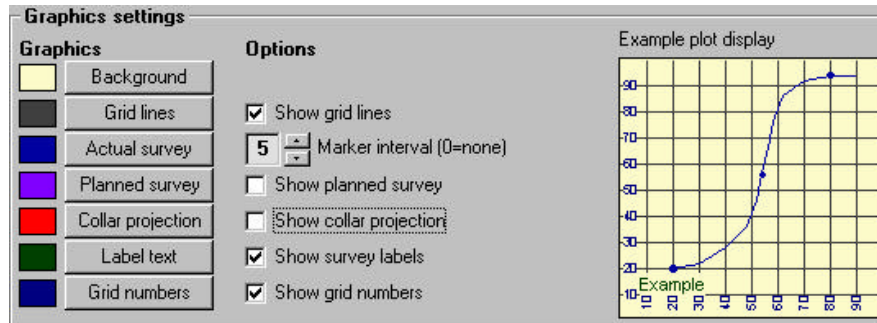 Graphics settings
Graphics
Options
Example plot display
Background
Grid lines
Show grid lines
Actual survey
5
Marker interval (0=none)
Planned survey
Show planned survey
Collar projection
Show collar projection
Label text
Show survey labels
Grid numbers
Show grid numbers
90
80
70
60
50
40
30
20
10
Example
10 20 30 40 50 60 70 80 90